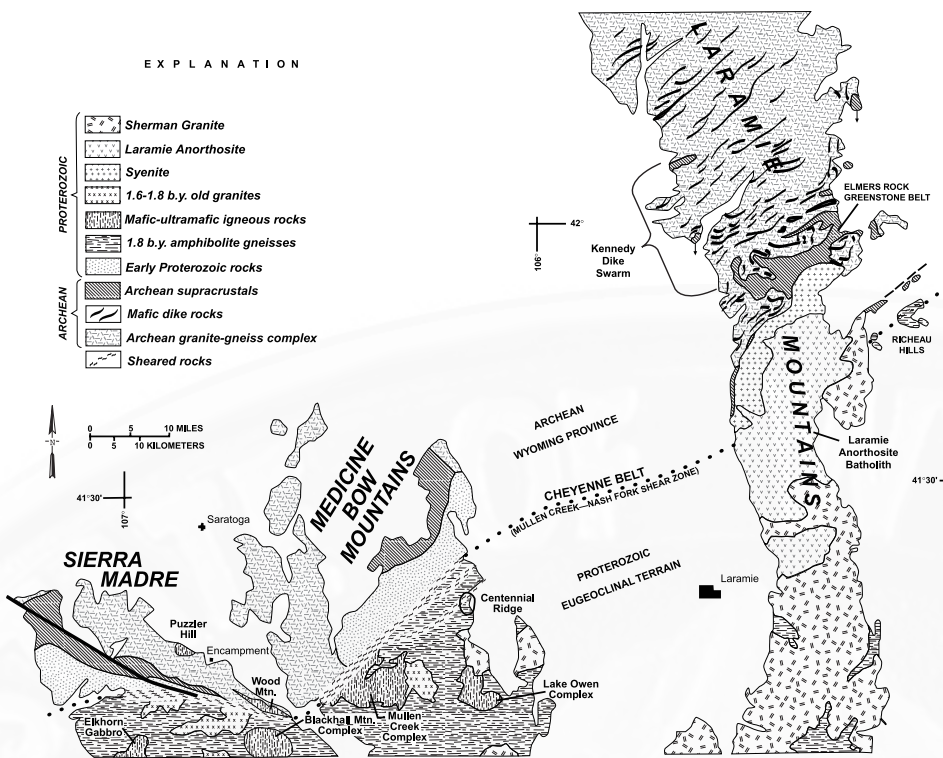 EXPLANATION
PROTEROZOIC
Sherman Granite
Laramie Anorthosite
Syenite
1.6-1.8 b.y. old granites
Mafic-ultramafic igneous rocks
1.8 b.y. amphibolite gneisses
Early Proterozoic rocks
ARCHEAN
Archean supracrustals
Mafic dike rocks
Archean granite-gneiss complex
Sheared rocks
N
0 5 10 MILES
0 5 10 KILOMETERS
41°30'
107°
Saratoga
SIERRA
MADRE
Puzzler
Hill
Encampment
Wood
Mtn.
Elkhorn
Gabbro
Blackhall Mtn.
Complex
Mullen
Creek
Complex
MEDICINE
BOW
MOUNTAINS
Centennial
Ridge
Lake Owen
Complex
ARCHEAN
WYOMING PROVINCE
CHEYENNE BELT
(MULLEN CREEK—NASH FORK SHEAR ZONE)
PROTEROZOIC
EUGEOCLINAL TERRAIN
Laramie
LARAMIE
MOUNTAINS
42°
106°
Kennedy
Dike
Swarm
ELMERS ROCK
GREENSTONE BELT
RICHEAU
HILLS
Laramie
Anorthosite
Batholith
41°30'